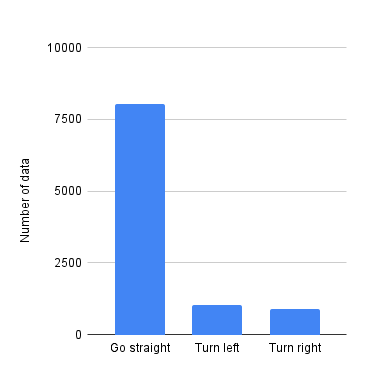 10000
7500
5000
2500
0
Number of data
Go straight
Turn left
Turn right